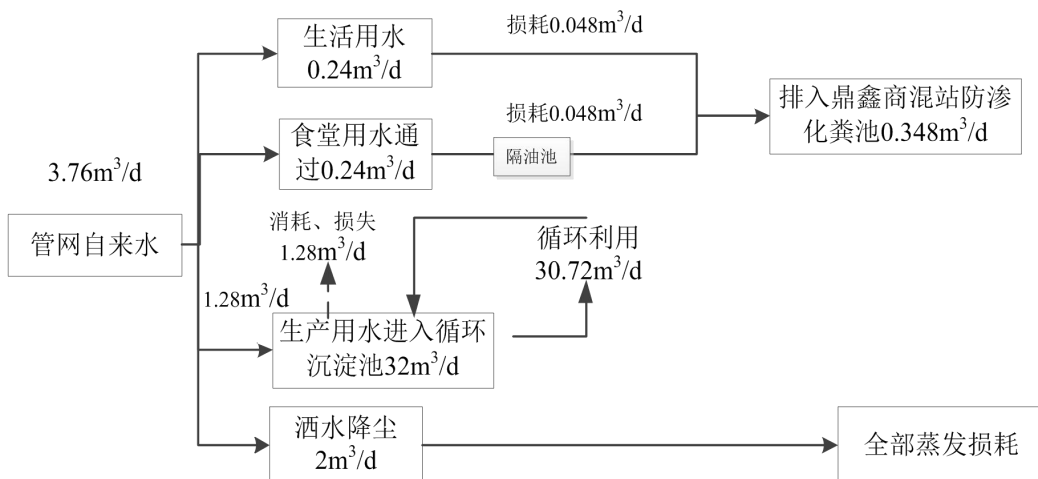 损耗0.048m³/d
生活用水
0.24m³/d
排入鼎鑫商混站防渗
化粪池0.348m³/d
损耗0.048m³/d
食堂用水通
过0.24m³/d
隔油池
3.76m³/d
管网自来水
消耗、损失
1.28m³/d
循环利用
30.72m³/d
1.28m³/d
生产用水进入循环
沉淀池32m³/d
洒水降尘
2m³/d
全部蒸发损耗